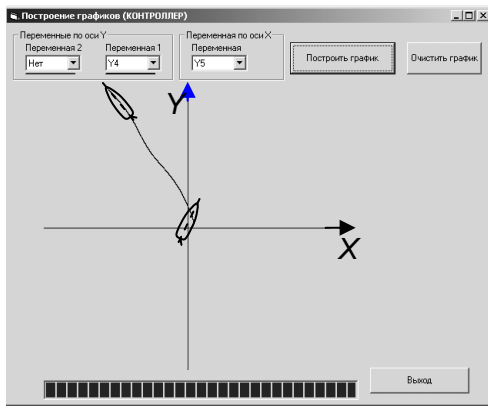 Построение графиков (КОНТРОЛЛЕР)
Переменные по оси Y
Переменная по оси X
Переменная 2
Переменная 1
Переменная
Нет
Y4
Y5
Построить график
Очистить график
Y
X
Выход